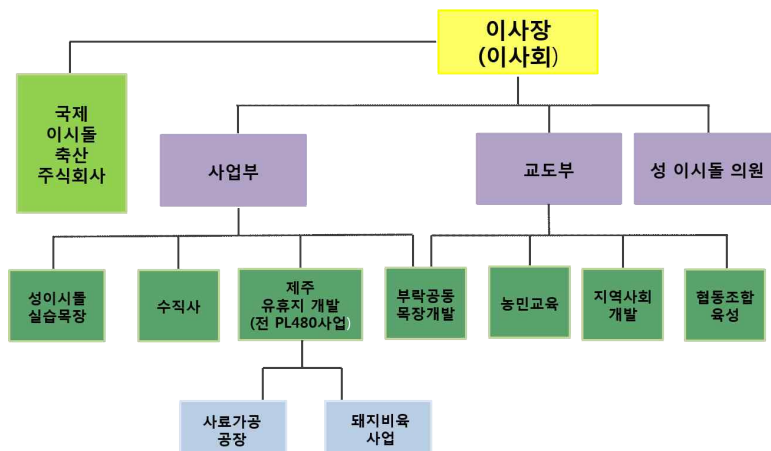 이사장
(이사회)
국제
이시돌
축산
주식회사
사업부
교도부
성 이시돌 의원
성이시돌
실습목장
수직사
제주
유휴지 개발
(전 PL480사업)
부락공동
목장개발
농민교육
지역사회
개발
협동조합
육성
사료가공
공장
돼지비육
사업